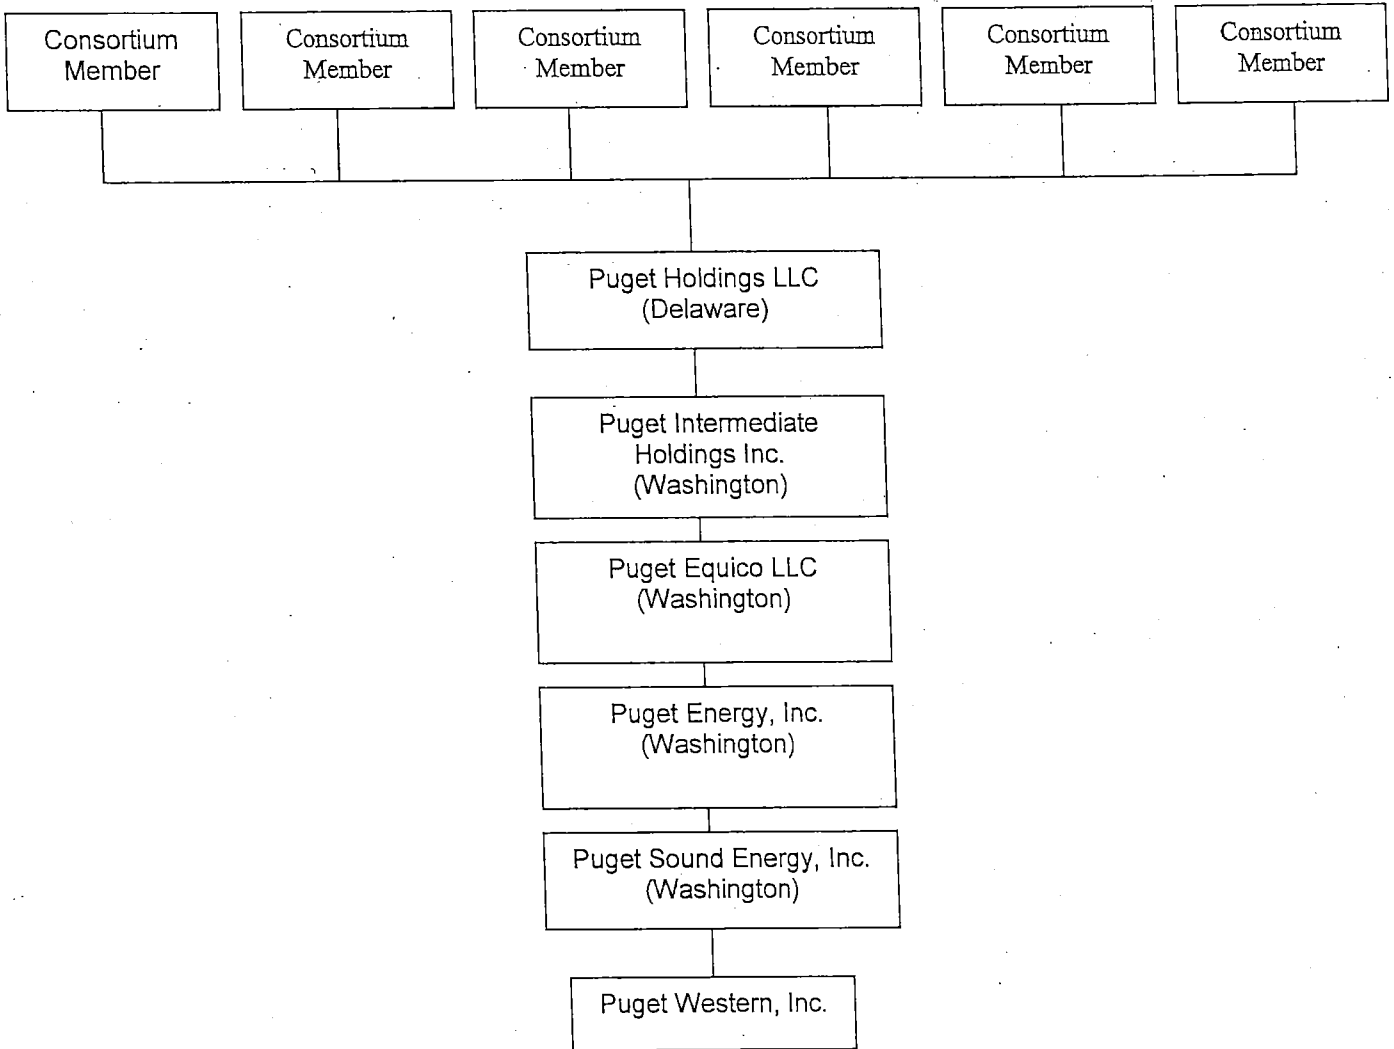 Consortium
Member
Consortium
Member
Consortium
Member
Consortium
Member
Consortium
Member
Consortium
Member
Puget Holdings LLC
(Delaware)
Puget Intermediate
Holdings Inc.
(Washington)
Puget Equico LLC
(Washington)
Puget Energy, Inc.
(Washington)
Puget Sound Energy, Inc.
(Washington)
Puget Western, Inc.